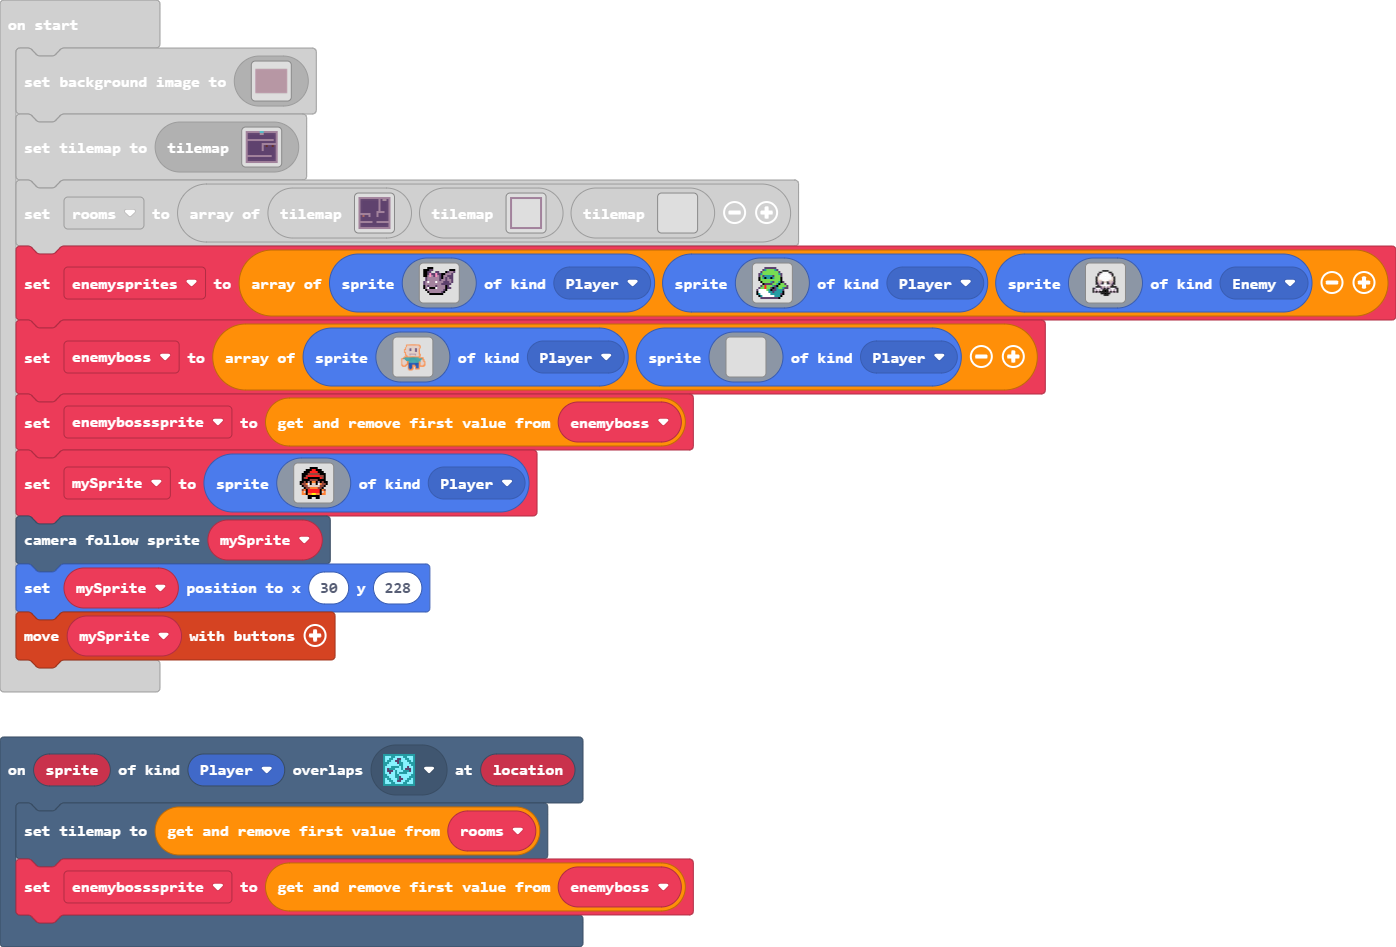 on start
set background image to
set tilemap to tilemap
set rooms to array of tilemap tilemap tilemap
set enemysprites to array of sprite of kind Player sprite of kind Player sprite of kind Enemy
set enemyboss to array of sprite of kind Player sprite of kind Player
set enemybosssprite to get and remove first value from enemyboss
set mySprite to sprite of kind Player
camera follow sprite mySprite
set mySprite position to x 30 y 228
move mySprite with buttons
on sprite of kind Player overlaps at location
set tilemap to get and remove first value from rooms
set enemybosssprite to get and remove first value from enemyboss